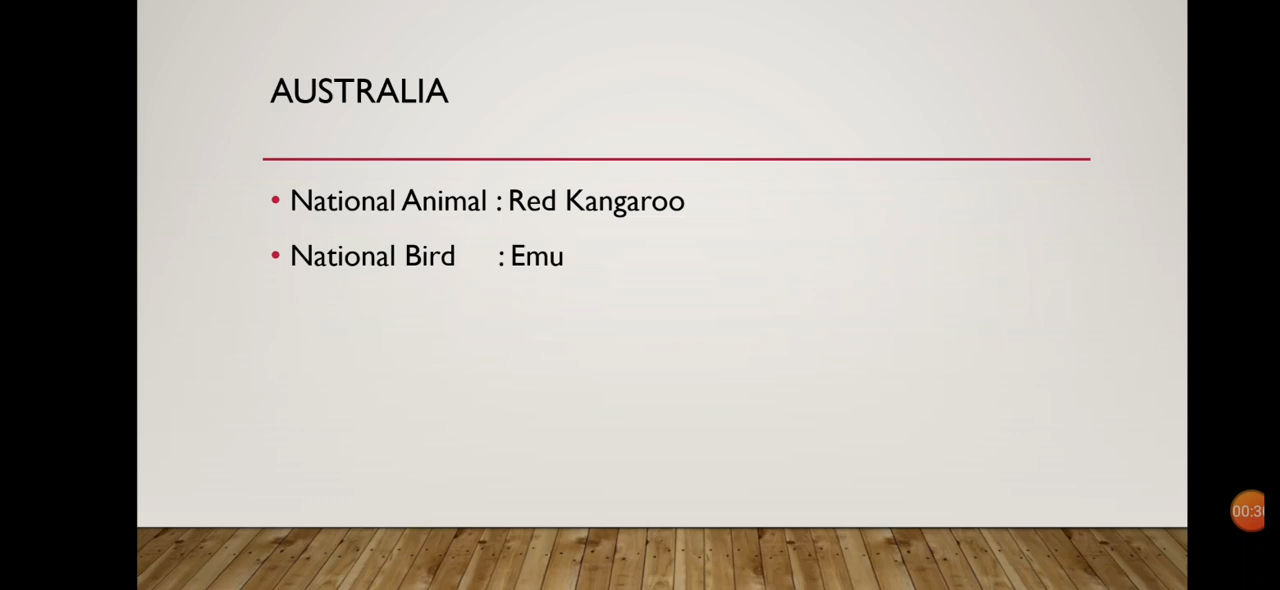 AUSTRALIA
• National Animal : Red Kangaroo
• National Bird : Emu